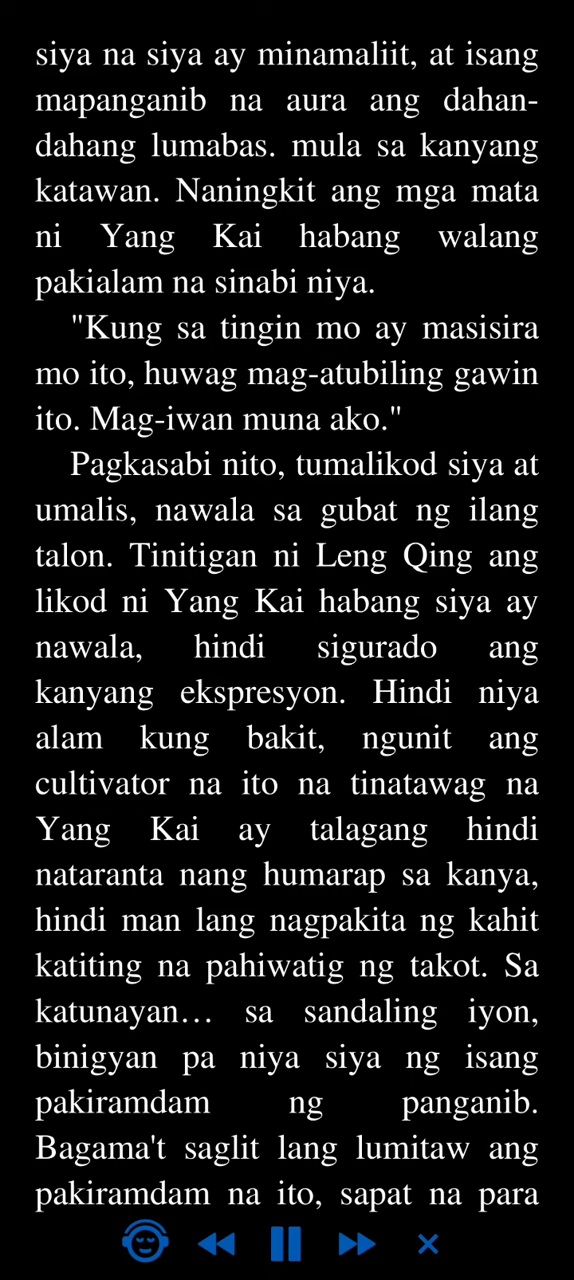 siya na siya ay minamaliit, at isang
mapanganib na aura ang dahan-
dahang lumabas. mula sa kanyang
katawan. Naningkit ang mga mata
ni Yang Kai habang walang
pakialam na sinabi niya.
"Kung sa tingin mo ay masisira
mo ito, huwag mag-atubiling gawin
ito. Mag-iwan muna ako."
Pagkasabi nito, tumalikod siya at
umalis, nawala sa gubat ng ilang
talon. Tinitigan ni Leng Qing ang
likod ni Yang Kai habang siya ay
nawala, hindi sigurado ang
kanyang ekspresyon. Hindi niya
alam kung bakit, ngunit ang
cultivator na ito na tinatawag na
Yang Kai ay talagang hindi
nataranta nang humarap sa kanya,
hindi man lang nagpakita ng kahit
katiting na pahiwatig ng takot. Sa
katunayan… sa sandaling iyon,
binigyan pa niya siya ng isang
pakiramdam ng panganib.
Bagama't saglit lang lumitaw ang
pakiramdam na ito, sapat na para